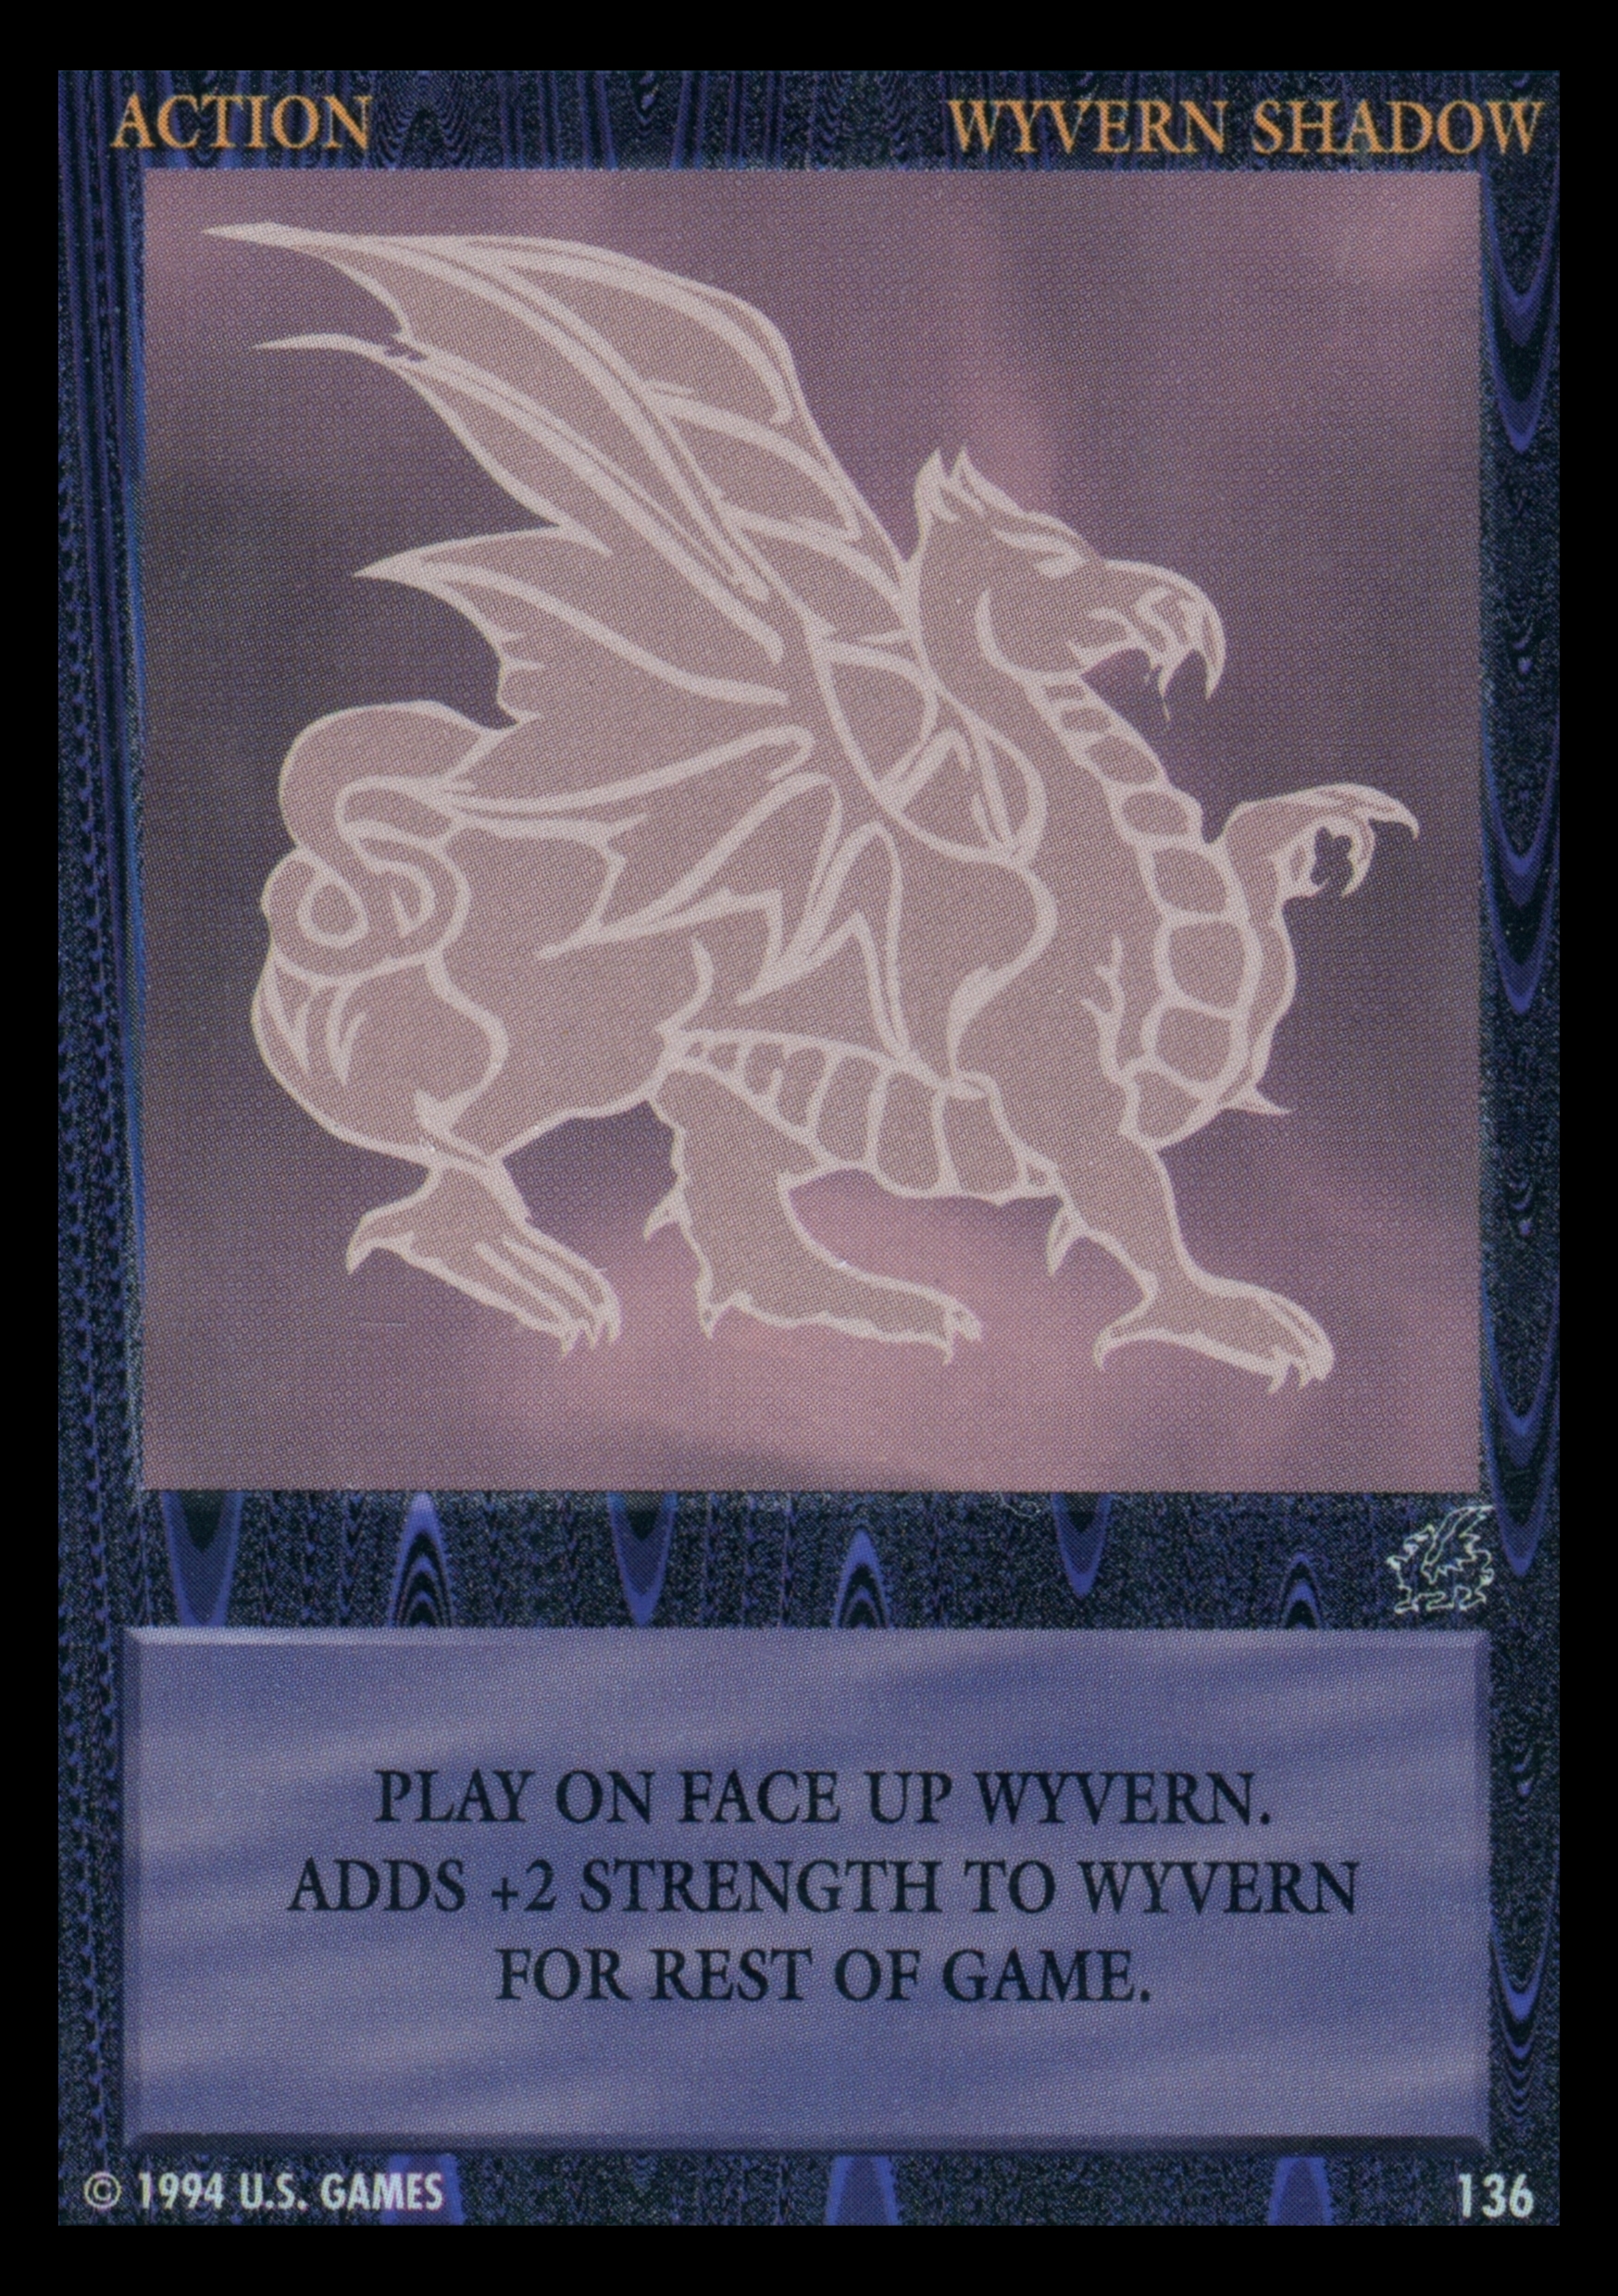 ACTION
WYVERN SHADOW
PLAY ON FACE UP WYVERN.
ADDS +2 STRENGTH TO WYVERN
FOR REST OF GAME.
© 1994 U.S. GAMES
136